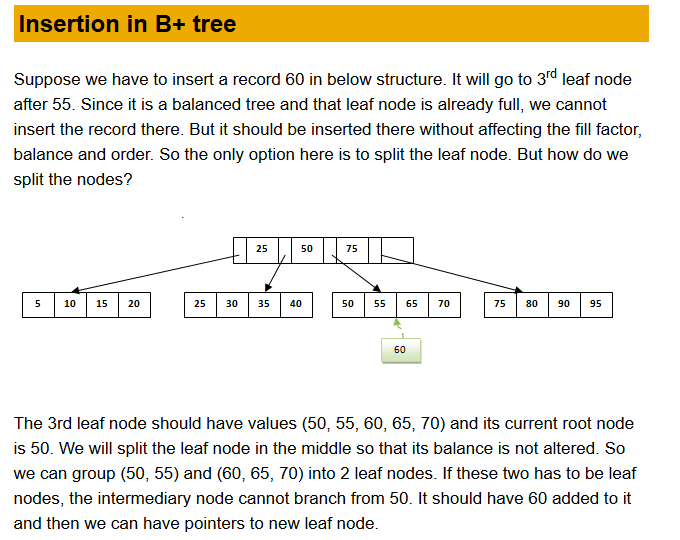 Insertion in B+ tree
Suppose we have to insert a record 60 in below structure. It will go to 3rd leaf node
after 55. Since it is a balanced tree and that leaf node is already full, we cannot
insert the record there. But it should be inserted there without affecting the fill factor,
balance and order. So the only option here is to split the leaf node. But how do we
split the nodes?
25 50 75
5 10 15 20 25 30 35 40 50 55 65 70 75 80 90 95
60
The 3rd leaf node should have values (50, 55, 60, 65, 70) and its current root node
is 50. We will split the leaf node in the middle so that its balance is not altered. So
we can group (50, 55) and (60, 65, 70) into 2 leaf nodes. If these two has to be leaf
nodes, the intermediary node cannot branch from 50. It should have 60 added to it
and then we can have pointers to new leaf node.